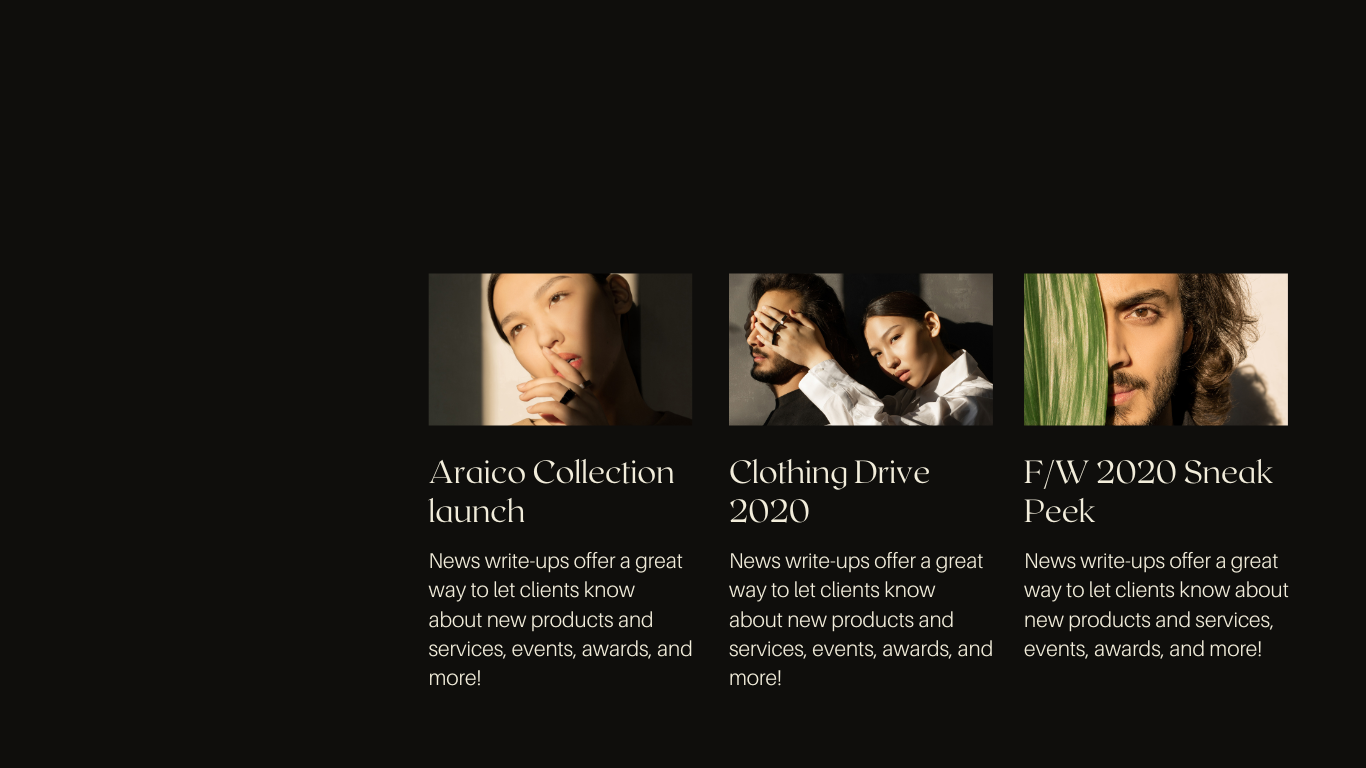 Araico Collection
launch
News write-ups offer a great
way to let clients know
about new products and
services, events, awards, and
more!
Clothing Drive
2020
News write-ups offer a great
way to let clients know
about new products and
services, events, awards, and
more!
F/W 2020 Sneak
Peek
News write-ups offer a great
way to let clients know about
new products and services,
events, awards, and more!